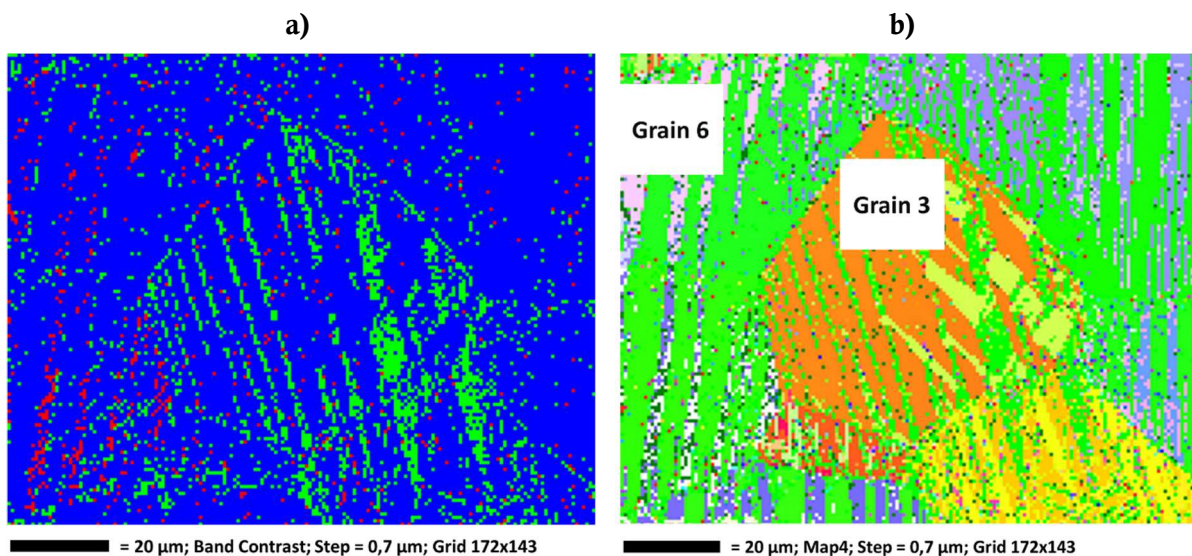 a)
b)
Grain 6
Grain 3
= 20 µm; Band Contrast; Step = 0,7 µm; Grid 172x143
= 20 µm; Map4; Step = 0,7 µm; Grid 172x143